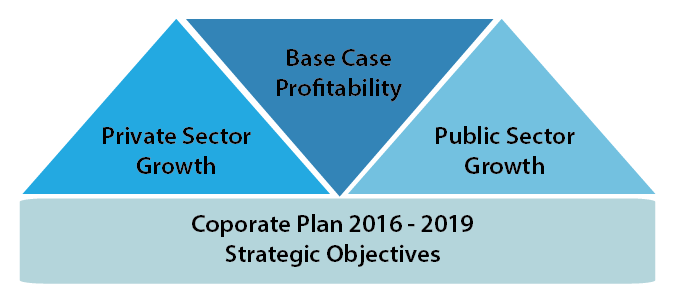 Base Case
Profitability
Private Sector
Growth
Public Sector
Growth
Coporate Plan 2016 - 2019
Strategic Objectives